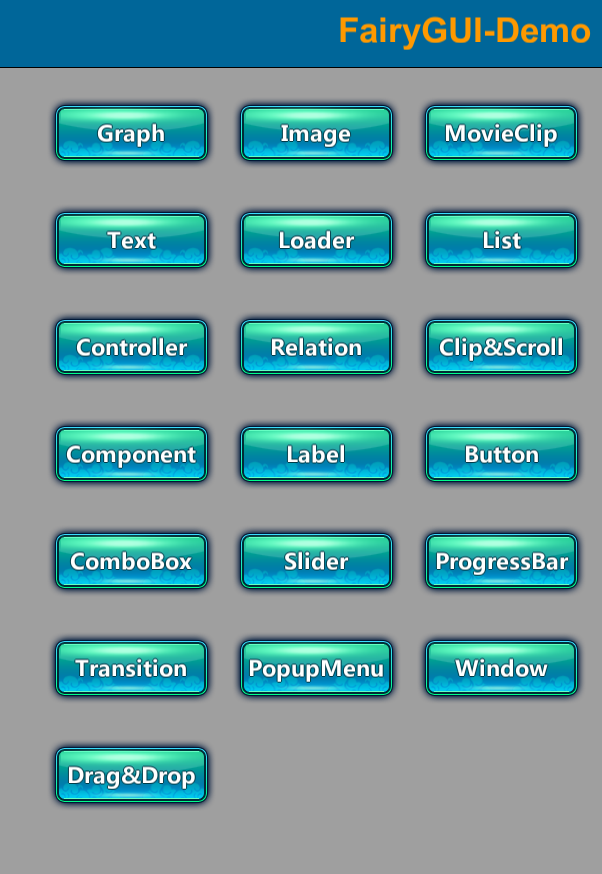 FairyGUI-Demo
Graph Image MovieClip
Text Loader List
Controller Relation Clip&Scroll
Component Label Button
ComboBox Slider ProgressBar
Transition PopupMenu Window
Drag&Drop